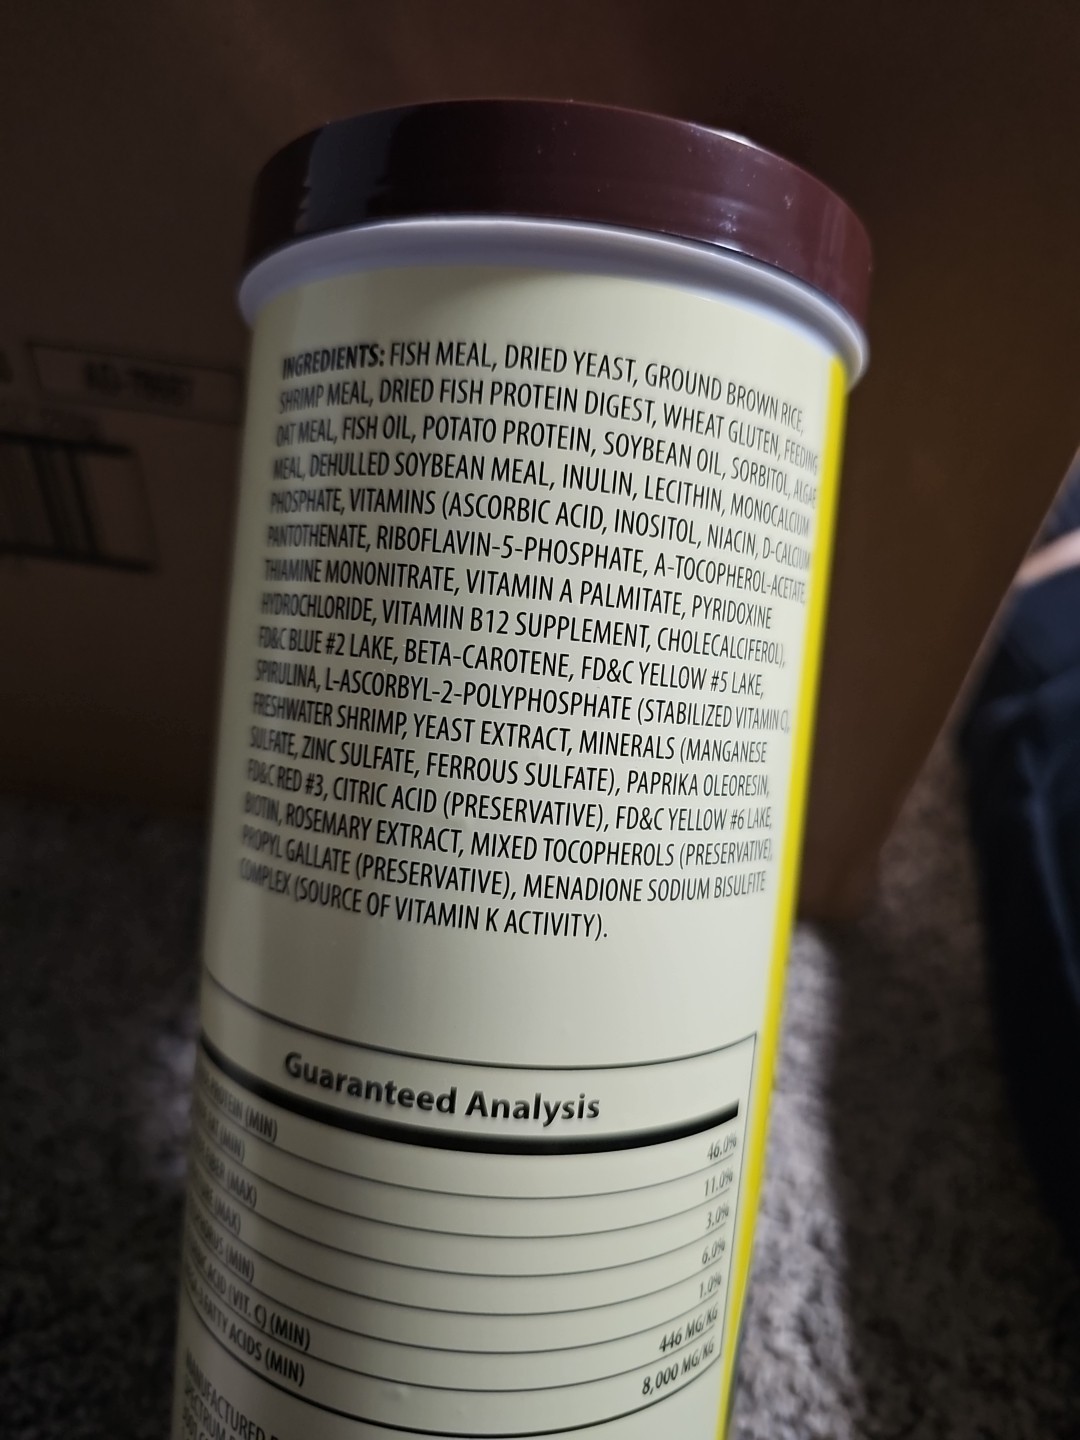 INGREDIENTS: FISH MEAL, DRIED YEAST, GROUND BROWN RICE,
SHRIMP MEAL, DRIED FISH PROTEIN DIGEST, WHEAT GLUTEN, FEEDING
OAT MEAL, FISH OIL, POTATO PROTEIN, SOYBEAN OIL, SORBITOL, ALGAE
MEAL, DEHULLED SOYBEAN MEAL, INULIN, LECITHIN, MONOCALCIUM
PHOSPHATE, VITAMINS (ASCORBIC ACID, INOSITOL, NIACIN, D-CALCIUM
PANTOTHENATE, RIBOFLAVIN-5-PHOSPHATE, A-TOCOPHEROL-ACETATE,
THIAMINE MONONITRATE, VITAMIN A PALMITATE, PYRIDOXINE
HYDROCHLORIDE, VITAMIN B12 SUPPLEMENT, CHOLECALCIFEROL),
FD&C BLUE #2 LAKE, BETA-CAROTENE, FD&C YELLOW #5 LAKE,
SPIRULINA, L-ASCORBYL-2-POLYPHOSPHATE (STABILIZED VITAMIN C),
FRESHWATER SHRIMP, YEAST EXTRACT, MINERALS (MANGANESE
SULFATE, ZINC SULFATE, FERROUS SULFATE), PAPRIKA OLEORESIN,
FD&C RED #3, CITRIC ACID (PRESERVATIVE), FD&C YELLOW #6 LAKE,
BIOTIN, ROSEMARY EXTRACT, MIXED TOCOPHEROLS (PRESERVATIVE),
PROPYL GALLATE (PRESERVATIVE), MENADIONE SODIUM BISULFITE
COMPLEX (SOURCE OF VITAMIN K ACTIVITY).
Guaranteed Analysis
PROTEIN (MIN) 46.0%
(MIN) 11.0%
(MAX) 3.0%
(MAX) 6.0%
(MIN) 1.0%
ACID (VIT. C) (MIN) 446 MG/KG
FATTY ACIDS (MIN) 8,000 MG/KG
MANUFACTURED